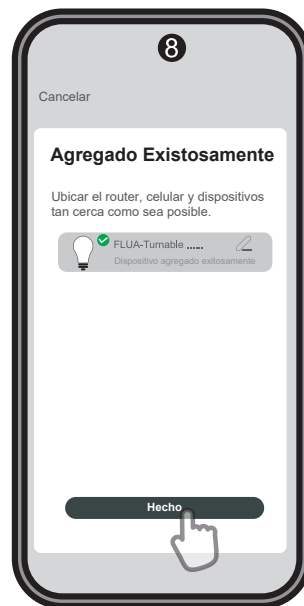 8
Cancelar
Agregado Existosamente
Ubicar el router, celular y dispositivos
tan cerca como sea posible.
FLUA-Turnable ......
Dispositivo agregado exitosamente
Hecho